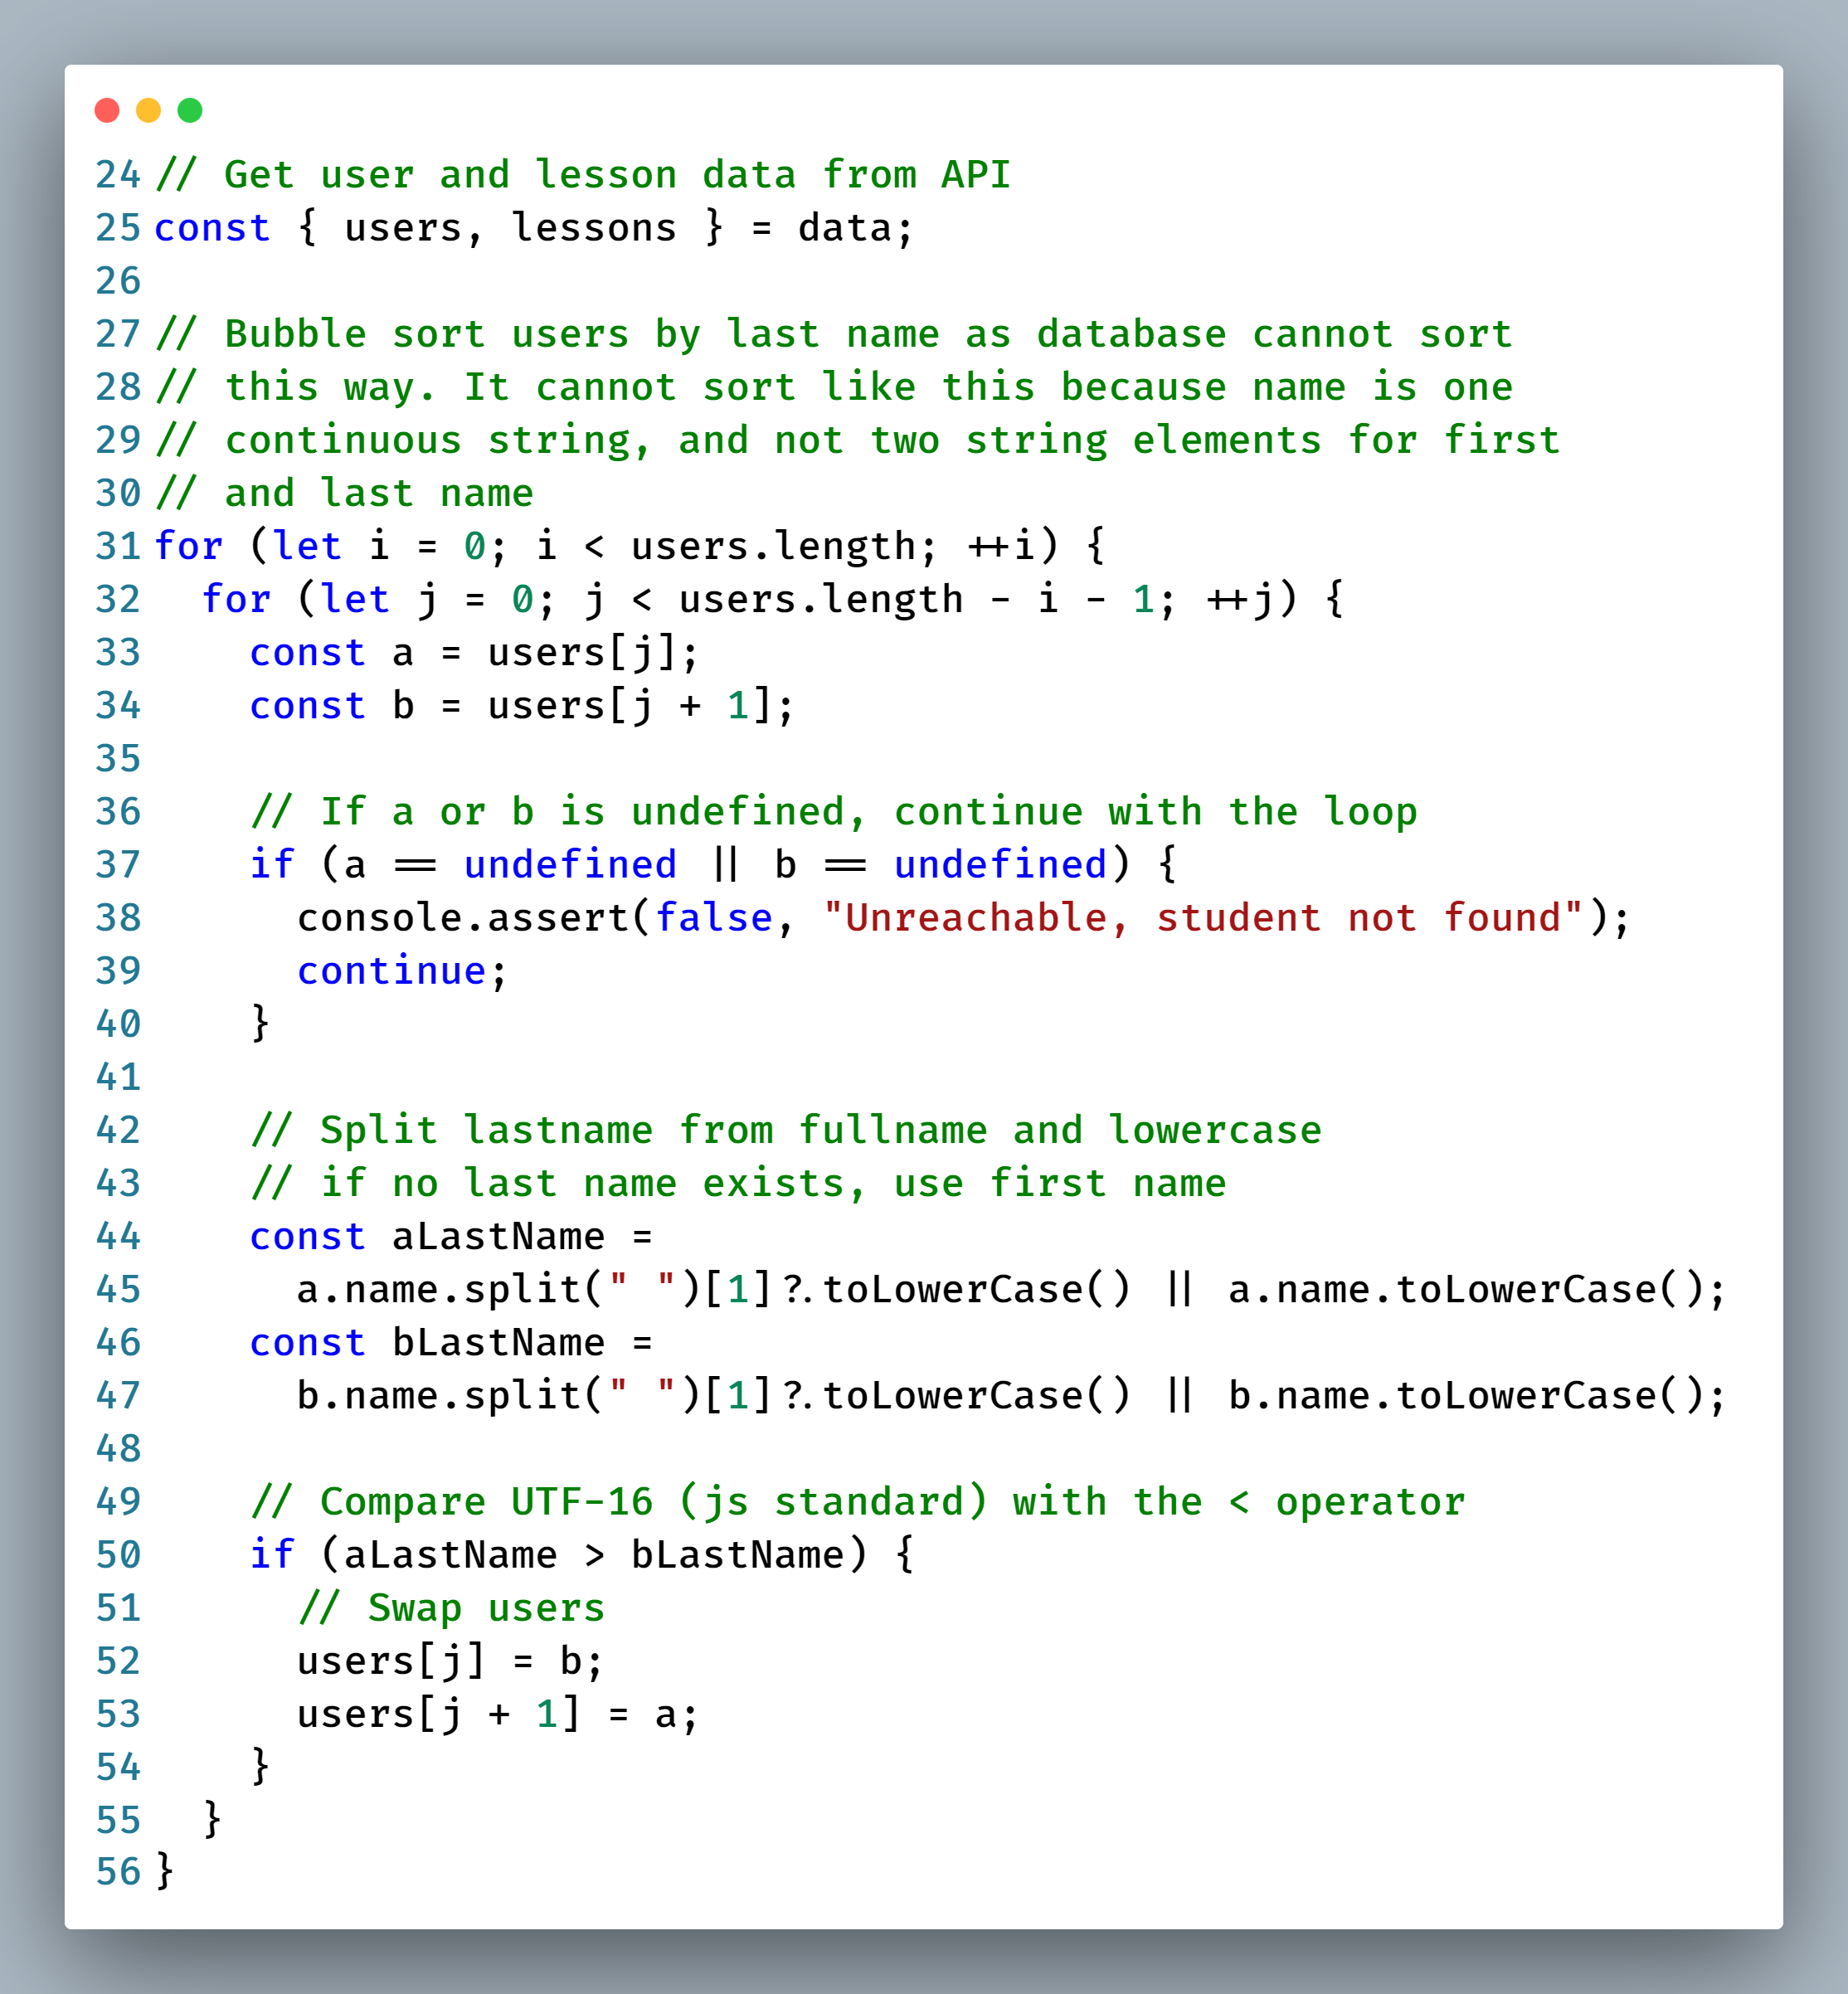 24 // Get user and lesson data from API
25 const { users, lessons } = data;
26
27 // Bubble sort users by last name as database cannot sort
28 // this way. It cannot sort like this because name is one
29 // continuous string, and not two string elements for first
30 // and last name
31 for (let i = 0; i < users.length; ++i) {
32   for (let j = 0; j < users.length - i - 1; ++j) {
33     const a = users[j];
34     const b = users[j + 1];
35
36     // If a or b is undefined, continue with the loop
37     if (a == undefined || b == undefined) {
38       console.assert(false, "Unreachable, student not found");
39       continue;
40     }
41
42     // Split lastname from fullname and lowercase
43     // if no last name exists, use first name
44     const aLastName =
45       a.name.split(" ")[1]?.toLowerCase() || a.name.toLowerCase();
46     const bLastName =
47       b.name.split(" ")[1]?.toLowerCase() || b.name.toLowerCase();
48
49     // Compare UTF-16 (js standard) with the < operator
50     if (aLastName > bLastName) {
51       // Swap users
52       users[j] = b;
53       users[j + 1] = a;
54     }
55   }
56 }